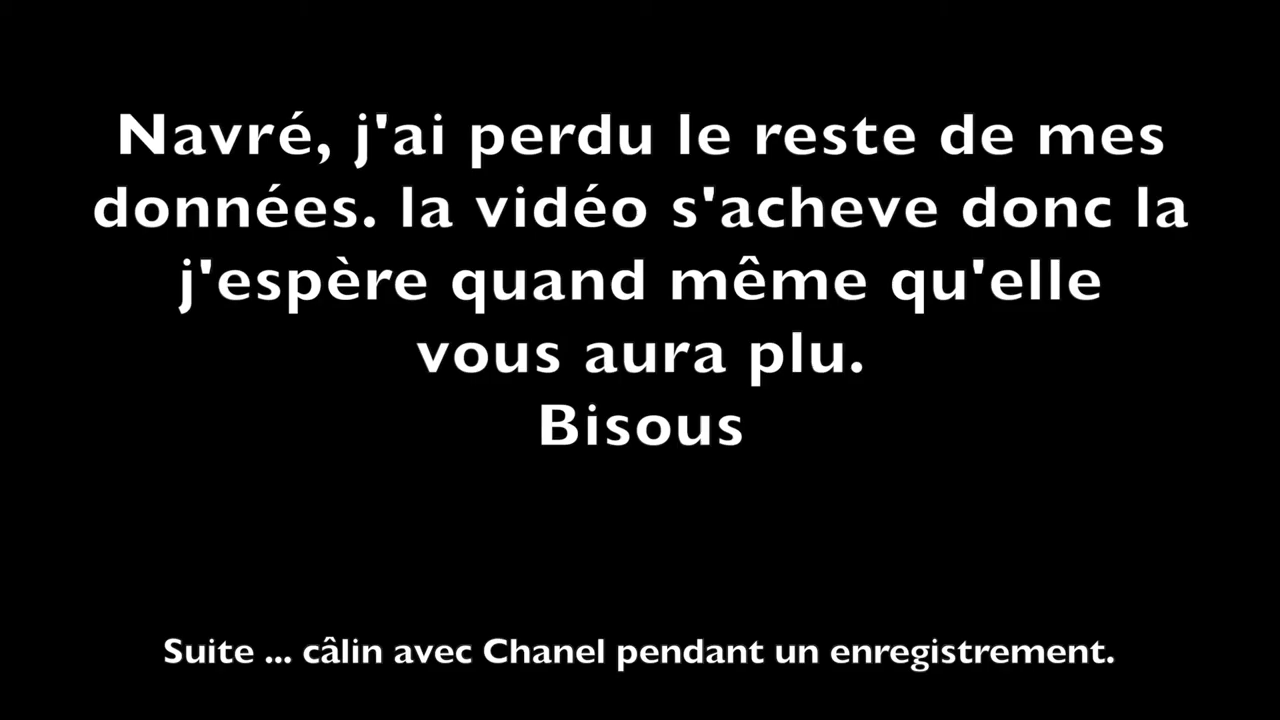 Navré, j'ai perdu le reste de mes
données. la vidéo s'acheve donc la
j'espère quand même qu'elle
vous aura plu.
Bisous
Suite ... câlin avec Chanel pendant un enregistrement.